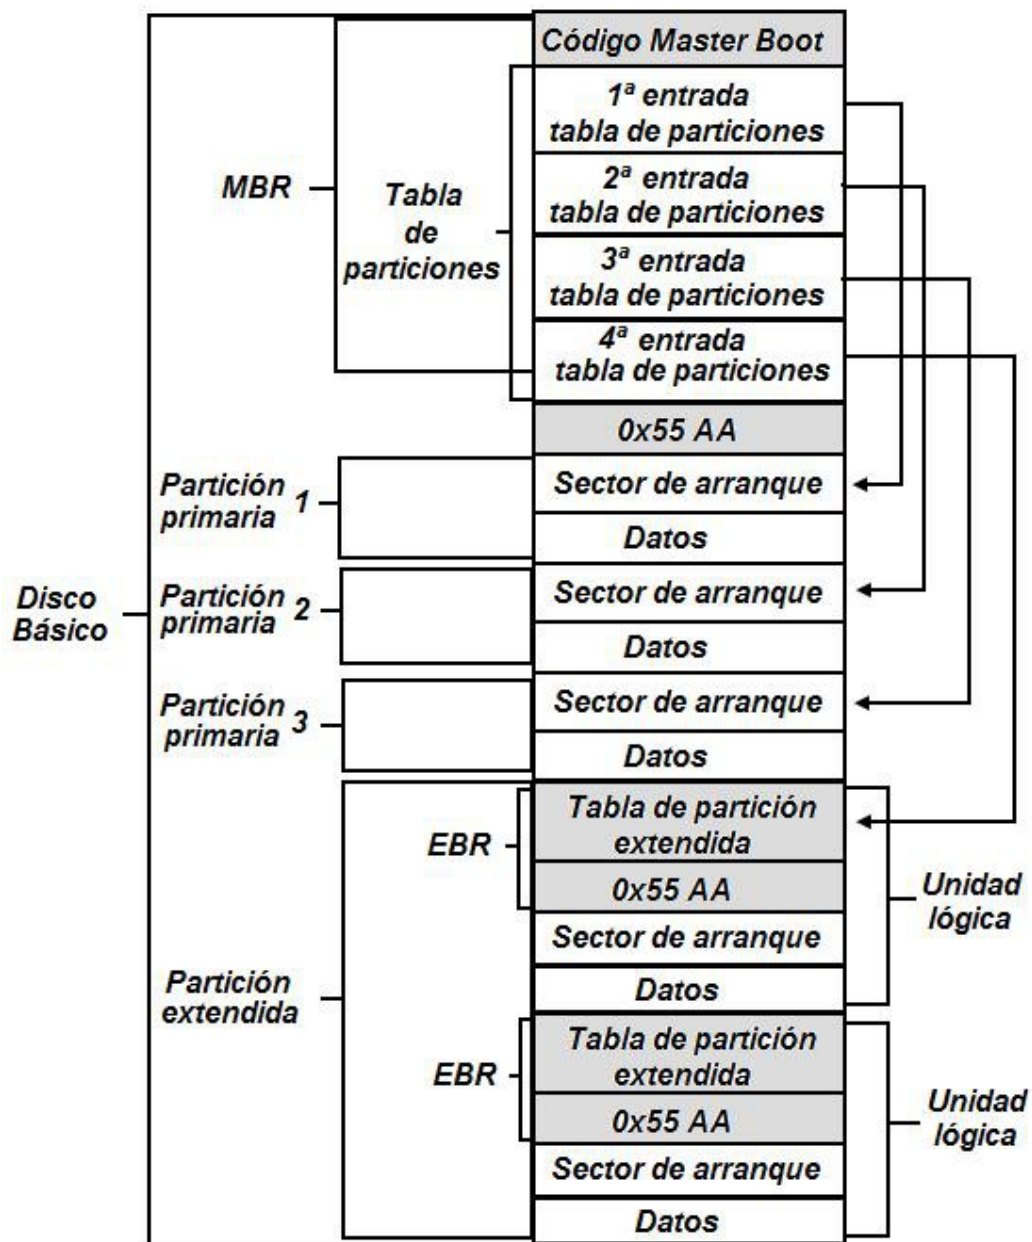 Código Master Boot
1ª entrada
tabla de particiones
2ª entrada
tabla de particiones
3ª entrada
tabla de particiones
4ª entrada
tabla de particiones
0x55 AA
MBR
Tabla
de
particiones
Sector de arranque
Datos
Partición
primaria 1
Sector de arranque
Datos
Partición
primaria 2
Sector de arranque
Datos
Partición
primaria 3
Disco
Básico
Tabla de partición
extendida
0x55 AA
Sector de arranque
Datos
EBR
Unidad
lógica
Partición
extendida
Tabla de partición
extendida
0x55 AA
Sector de arranque
Datos
EBR
Unidad
lógica